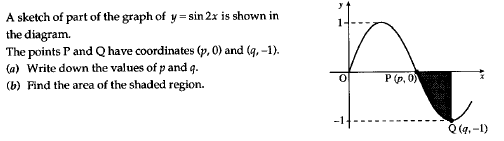 A sketch of part of the graph of y = sin 2x is shown in
the diagram.
The points P and Q have coordinates (p, 0) and (q, –1).
(a) Write down the values of p and q.
(b) Find the area of the shaded region.
y
1
O
P (p, 0)
x
–1
Q (q, –1)